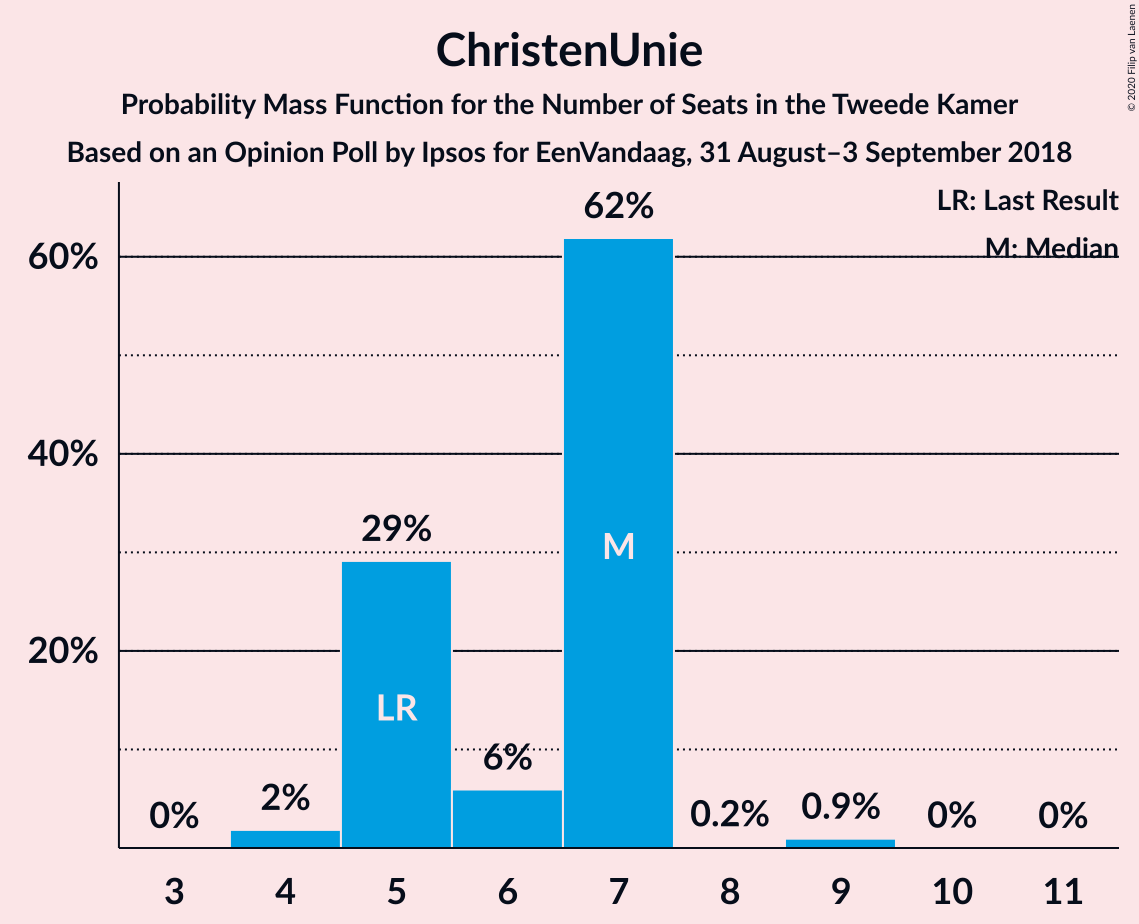 ChristenUnie
Probability Mass Function for the Number of Seats in the Tweede Kamer
Based on an Opinion Poll by Ipsos for EenVandaag, 31 August–3 September 2018
© 2020 Filip van Laenen
LR: Last Result
M: Median
62%
60%
40%
29%
M
20%
LR
6%
2%
0%
0.2%
0.9%
0%
0%
3 4 5 6 7 8 9 10 11